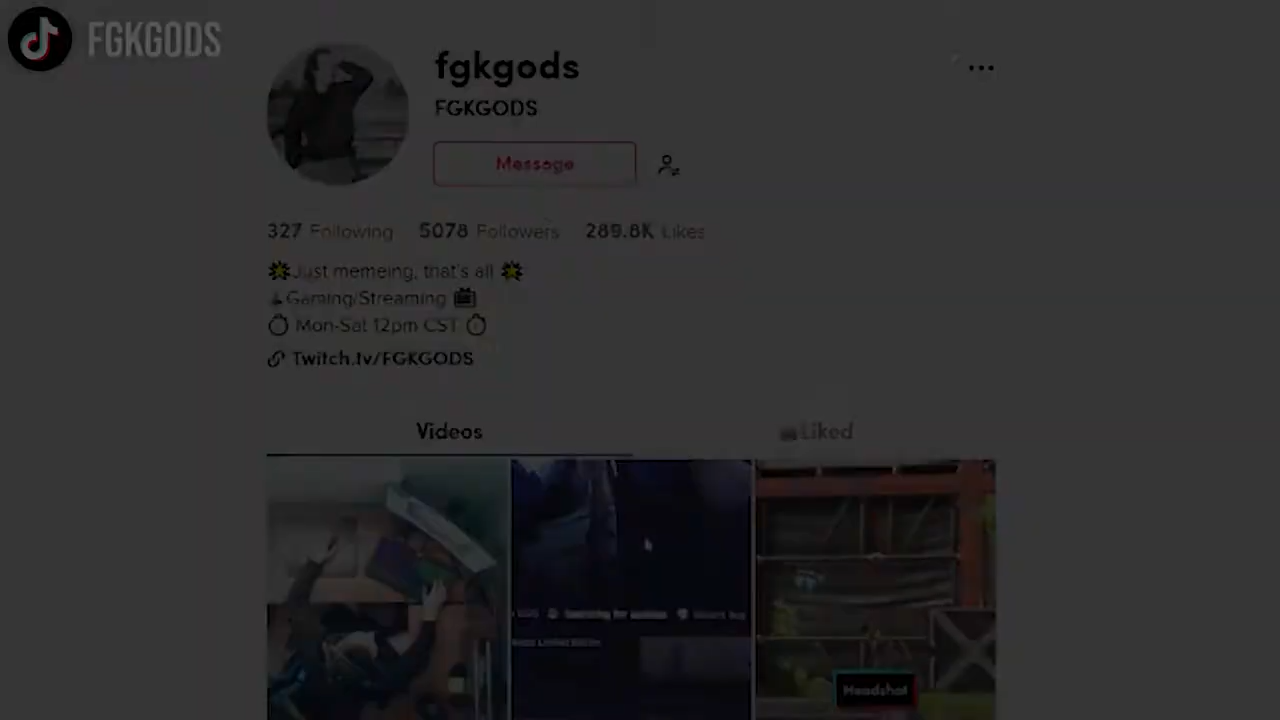 FGKGODS
fgkgods
FGKGODS
Message
327 Following 5078 Followers 289.8K Likes
Just memeing, that's all
Gaming/Streaming
Mon-Sat 12pm CST
Twitch.tv/FGKGODS
Videos Liked
Headshot